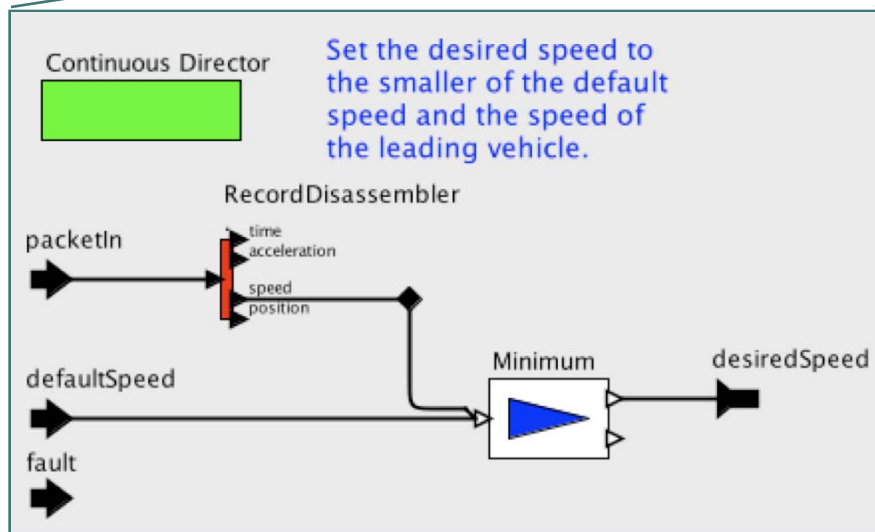 Continuous Director
Set the desired speed to
the smaller of the default
speed and the speed of
the leading vehicle.
RecordDisassembler
packetIn
time
acceleration
speed
position
defaultSpeed
Minimum
desiredSpeed
fault